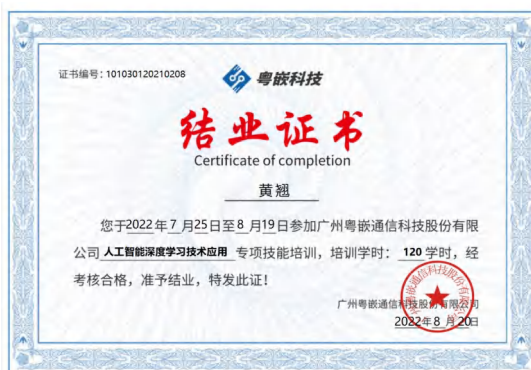 证书编号：101030120210208
粤嵌科技
结业证书
Certificate of completion
黄翘
您于2022年7月25日至8月19日参加广州粤嵌通信科技股份有限
公司 人工智能深度学习技术应用 专项技能培训，培训学时： 120 学时，经
考核合格，准予结业，特发此证！
广州粤嵌通信科技股份有限公司
2022年8月20日